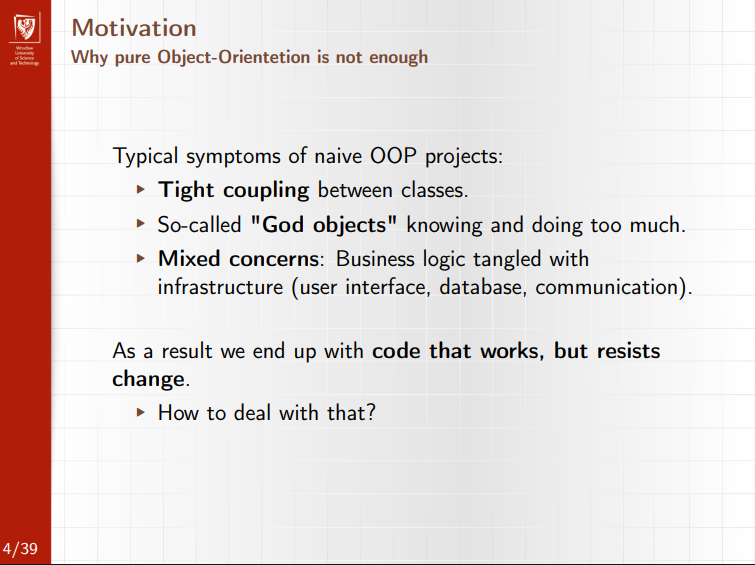 Wrocław
University
of Science
and Technology
Motivation
Why pure Object-Orientetion is not enough
Typical symptoms of naive OOP projects:
Tight coupling between classes.
So-called "God objects" knowing and doing too much.
Mixed concerns: Business logic tangled with
infrastructure (user interface, database, communication).
As a result we end up with code that works, but resists
change.
How to deal with that?
4/39